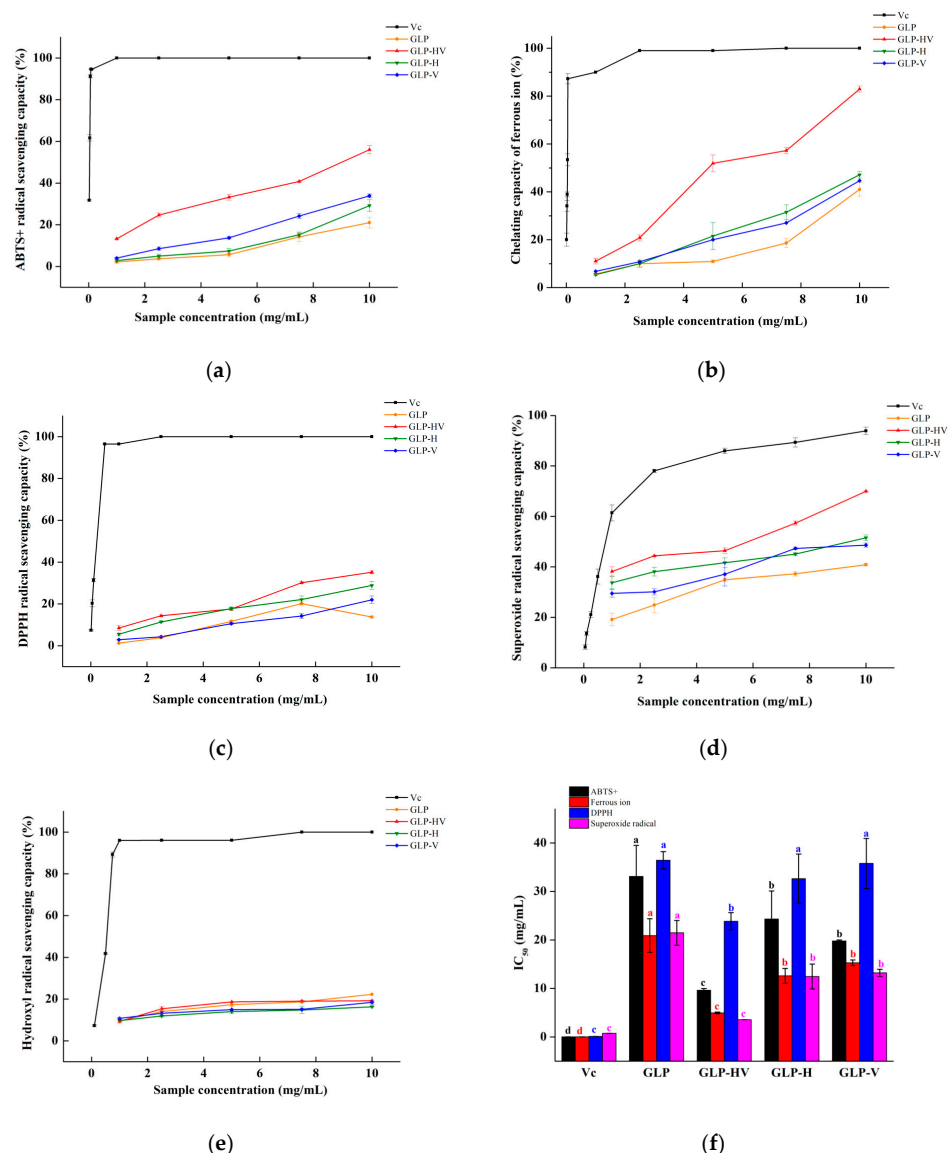 Vc
GLP
GLP-HV
GLP-H
GLP-V
ABTS+ radical scavenging capacity (%)
100
80
60
40
20
0
0 2 4 6 8 10
Sample concentration (mg/mL)
(a)
Vc
GLP
GLP-HV
GLP-H
GLP-V
Chelating capacity of ferrous ion (%)
100
80
60
40
20
0
0 2 4 6 8 10
Sample concentration (mg/mL)
(b)
Vc
GLP
GLP-HV
GLP-H
GLP-V
DPPH radical scavenging capacity (%)
100
80
60
40
20
0
0 2 4 6 8 10
Sample concentration (mg/mL)
(c)
Vc
GLP
GLP-HV
GLP-H
GLP-V
Superoxide radical scavenging capacity (%)
100
80
60
40
20
0
0 2 4 6 8 10
Sample concentration (mg/mL)
(d)
Vc
GLP
GLP-HV
GLP-H
GLP-V
Hydroxyl radical scavenging capacity (%)
100
80
60
40
20
0
0 2 4 6 8 10
Sample concentration (mg/mL)
(e)
ABTS+
Ferrous ion
DPPH
Superoxide radical
IC50 (mg/mL)
40
30
20
10
0
d d c c
a a a a
c c b c
b b a b
b b a b
Vc GLP GLP-HV GLP-H GLP-V
(f)